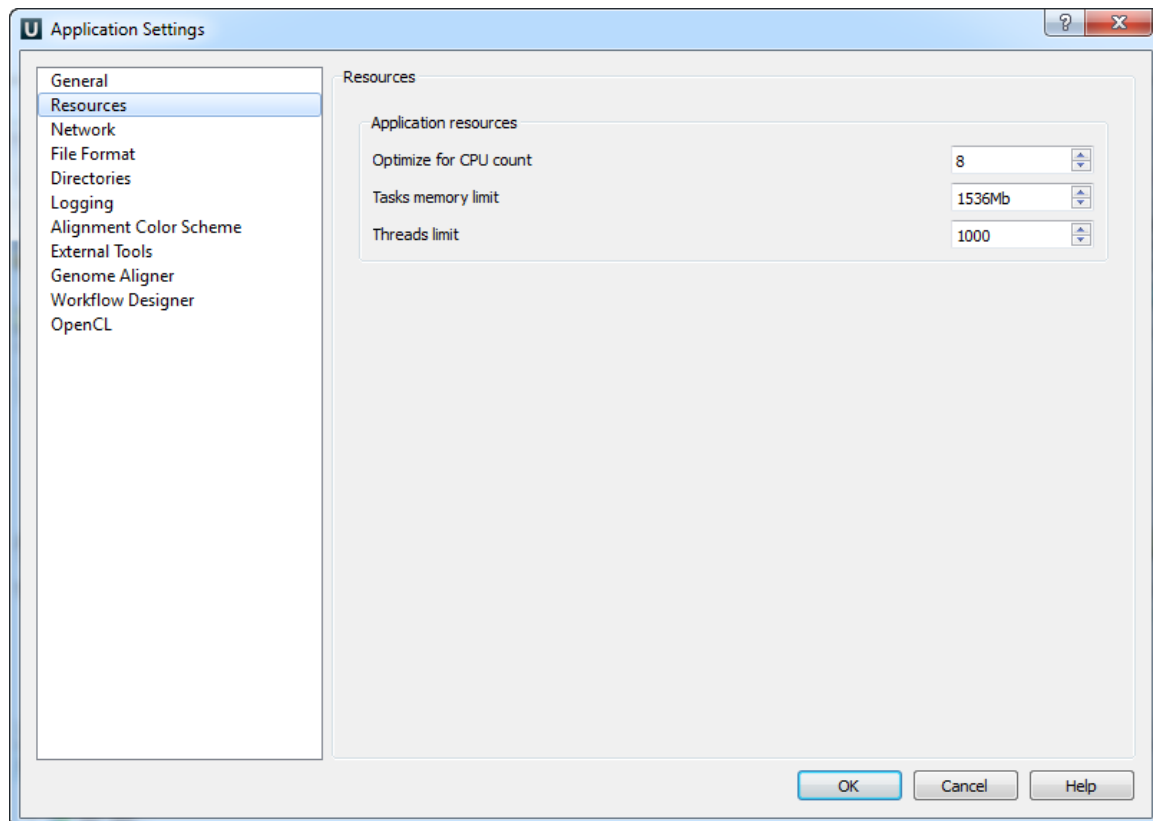 U Application Settings
General
Resources
Network
File Format
Directories
Logging
Alignment Color Scheme
External Tools
Genome Aligner
Workflow Designer
OpenCL
Resources
Application resources
Optimize for CPU count 8
Tasks memory limit 1536Mb
Threads limit 1000
OK Cancel Help